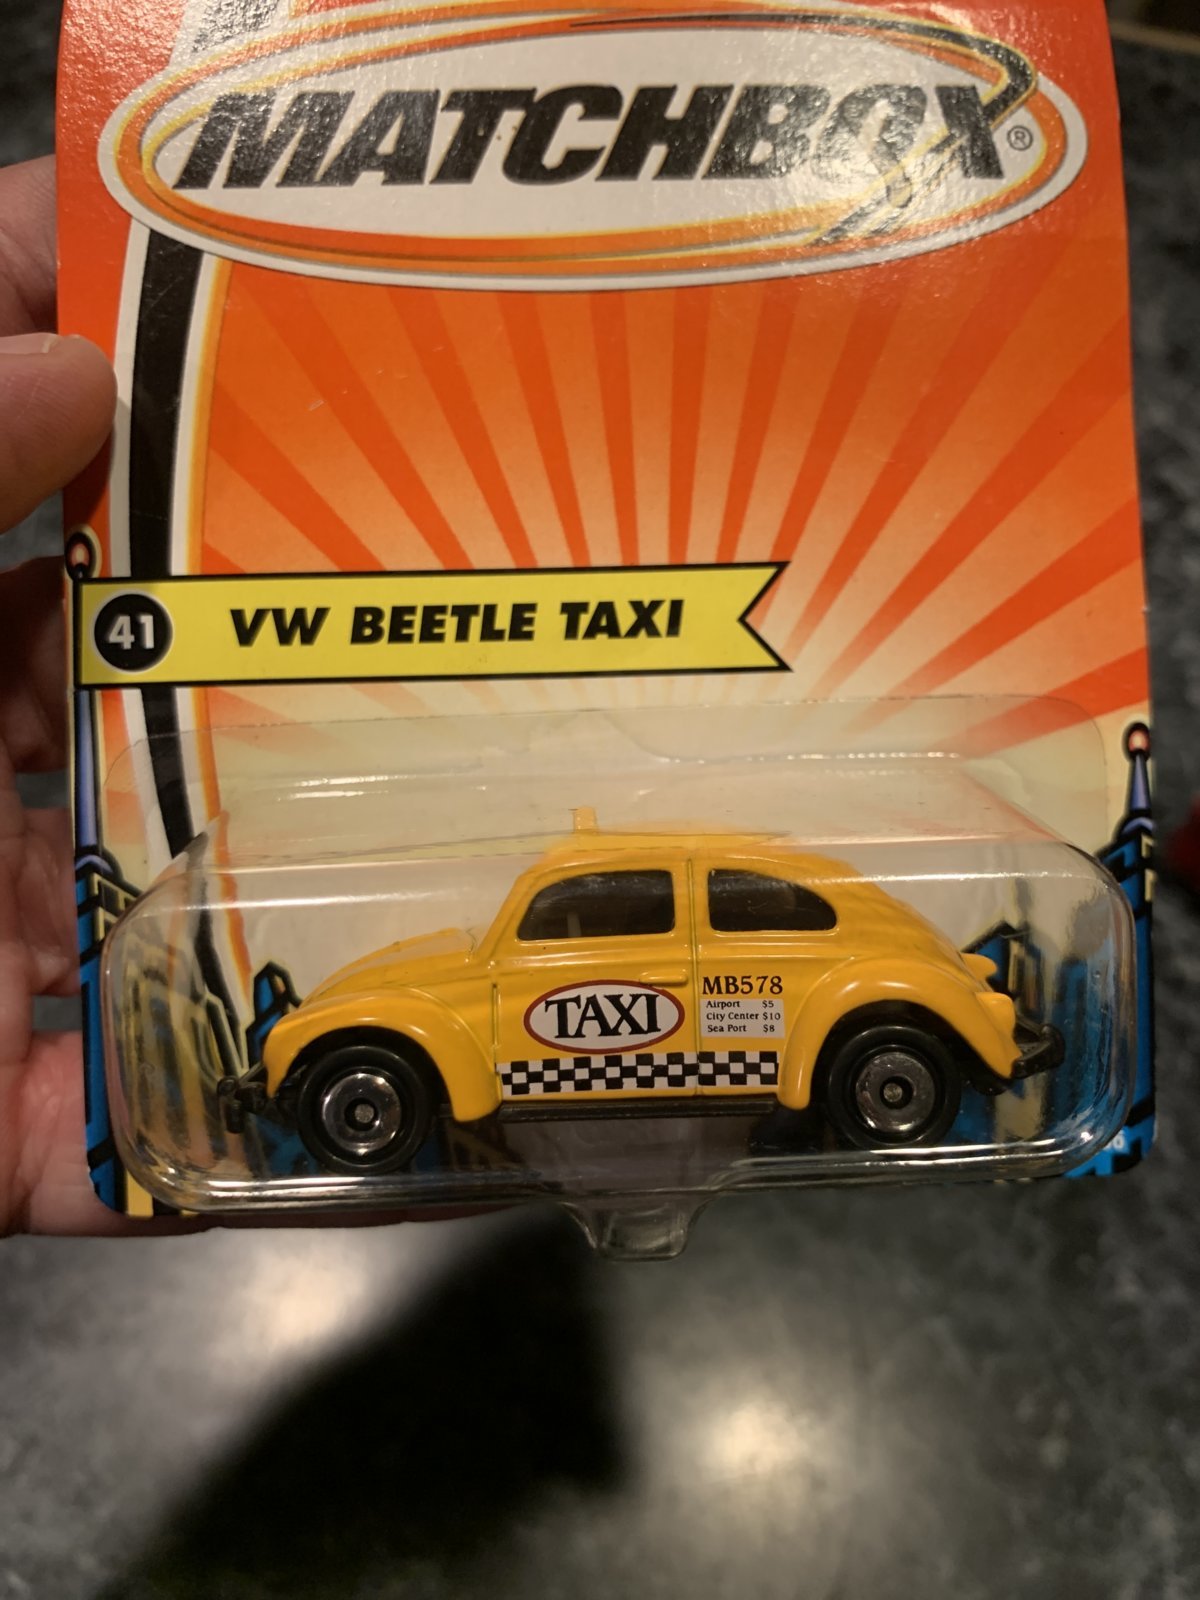 MATCHBOX®
41 VW BEETLE TAXI
TAXI
MB578
Airport $5
City Center $10
Sea Port $8